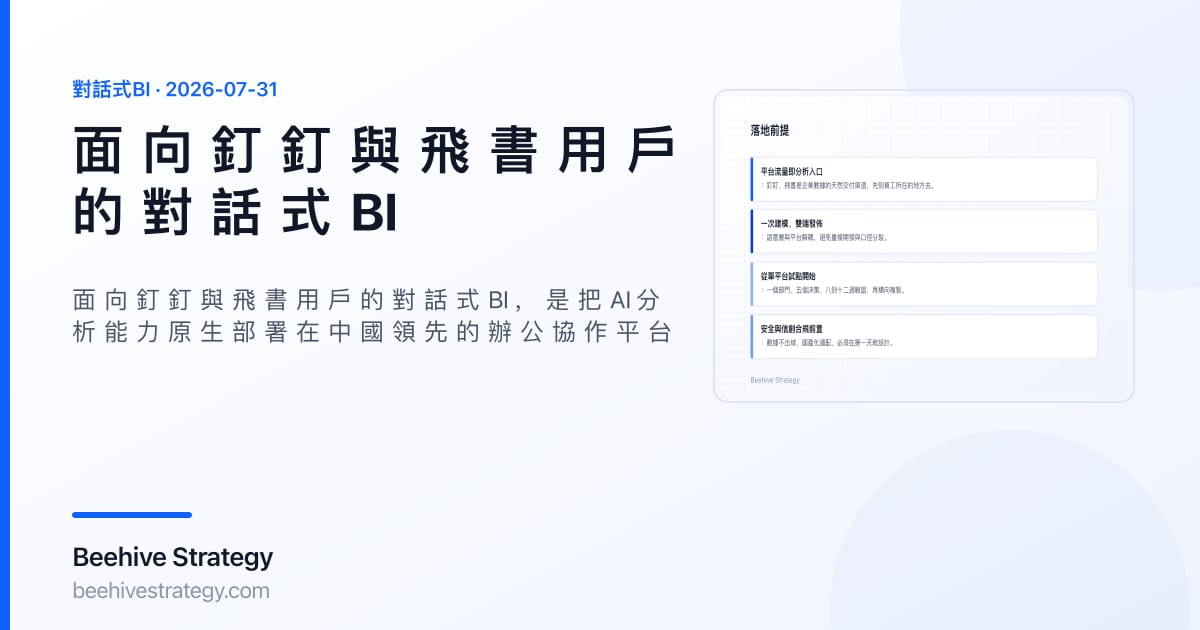 對話式BI · 2026-07-31
面向釘釘與飛書用戶
的對話式 BI
面向釘釘與飛書用戶的對話式 BI， 是把 AI 分
析能力原生部署在中國領先的辦公協作平台
Beehive Strategy
beehivestrategy.com
落地前提
平台流量即分析入口
：釘釘、飛書是企業數據的天然交付渠道，先到員工所在的地方去。
一次建模，雙端發佈
：語意層與平台解耦，避免重複開發與口徑分裂。
從單平台試點開始
：一個部門、五個決策、八到十二週驗證，再橫向複製。
安全與信創合規前置
：數據不出域、國產化適配，必須在第一天就設計。
Beehive Strategy